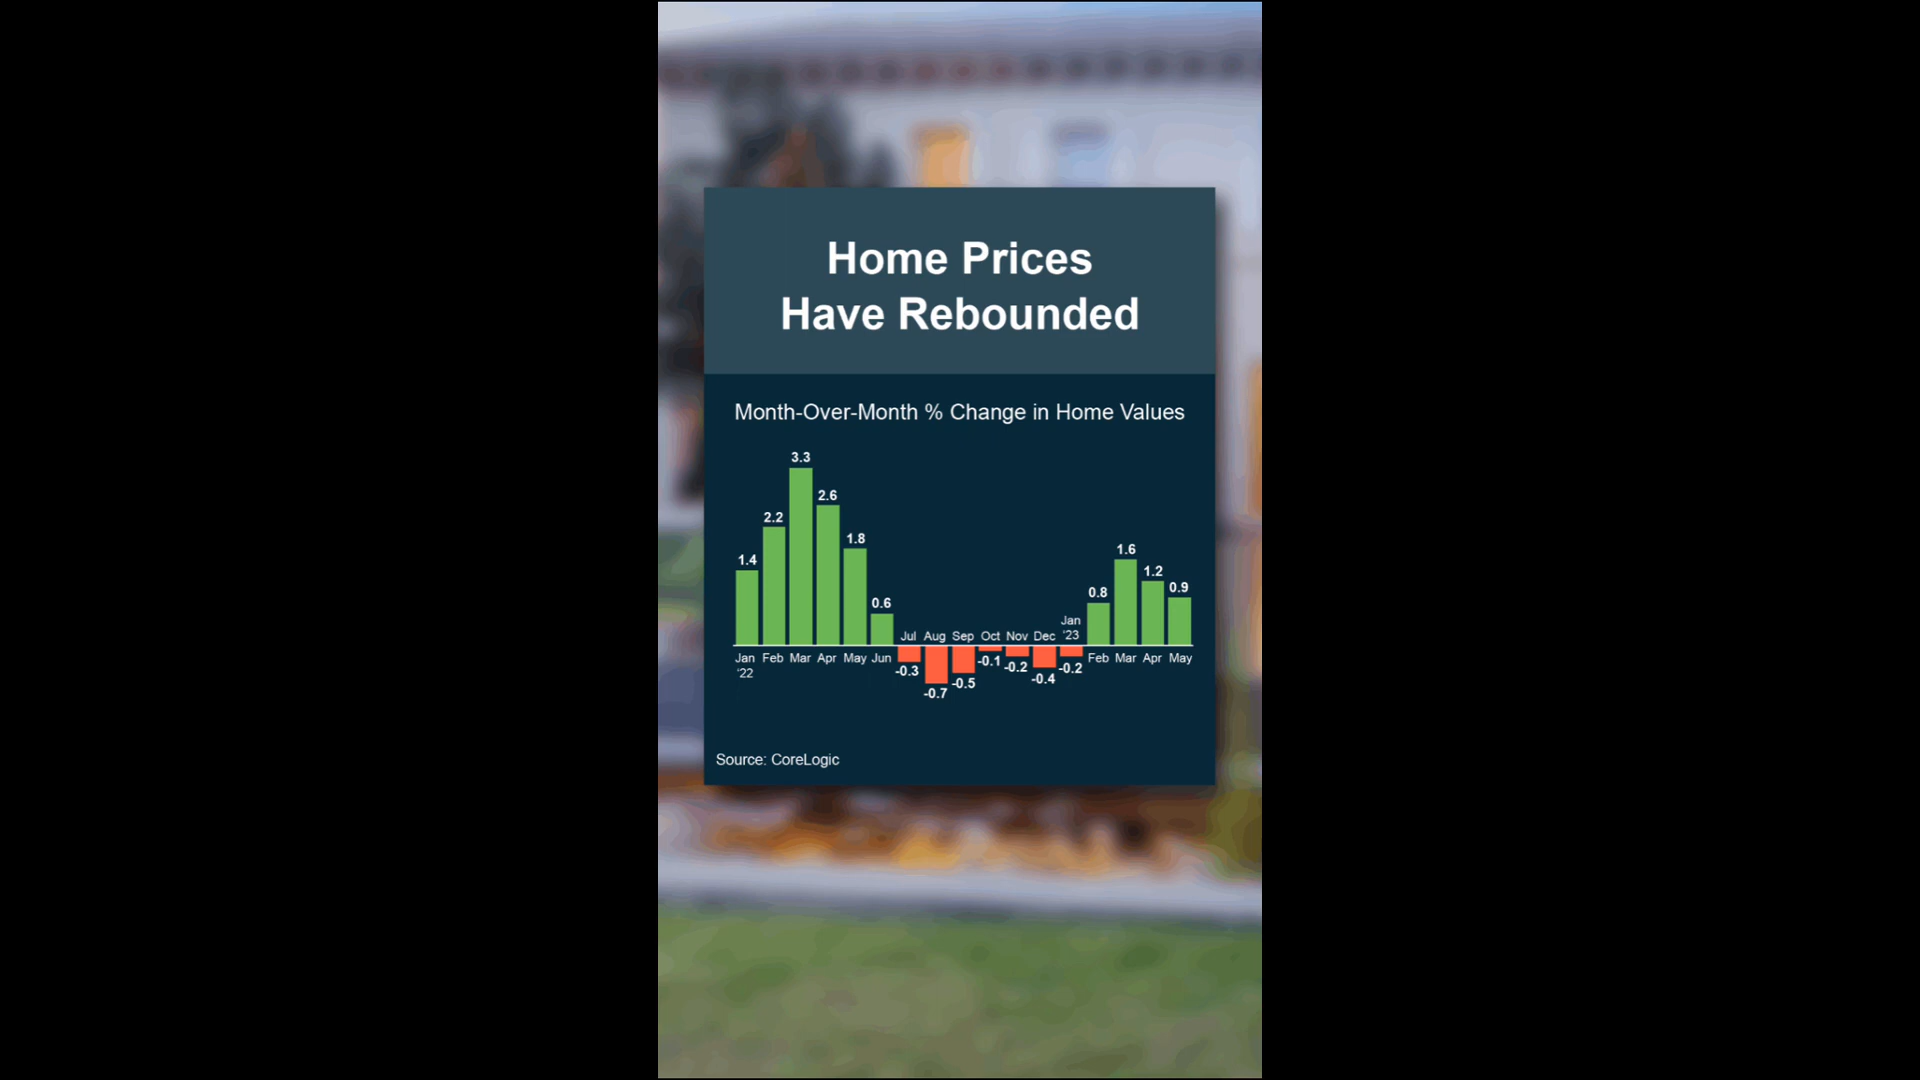 Home Prices
Have Rebounded
Month-Over-Month % Change in Home Values
1.4
2.2
3.3
2.6
1.8
0.6
-0.3
-0.7
-0.5
-0.1
-0.2
-0.4
-0.2
0.8
1.6
1.2
0.9
Jan '22
Feb
Mar
Apr
May
Jun
Jul
Aug
Sep
Oct
Nov
Dec
Jan '23
Feb
Mar
Apr
May
Source: CoreLogic